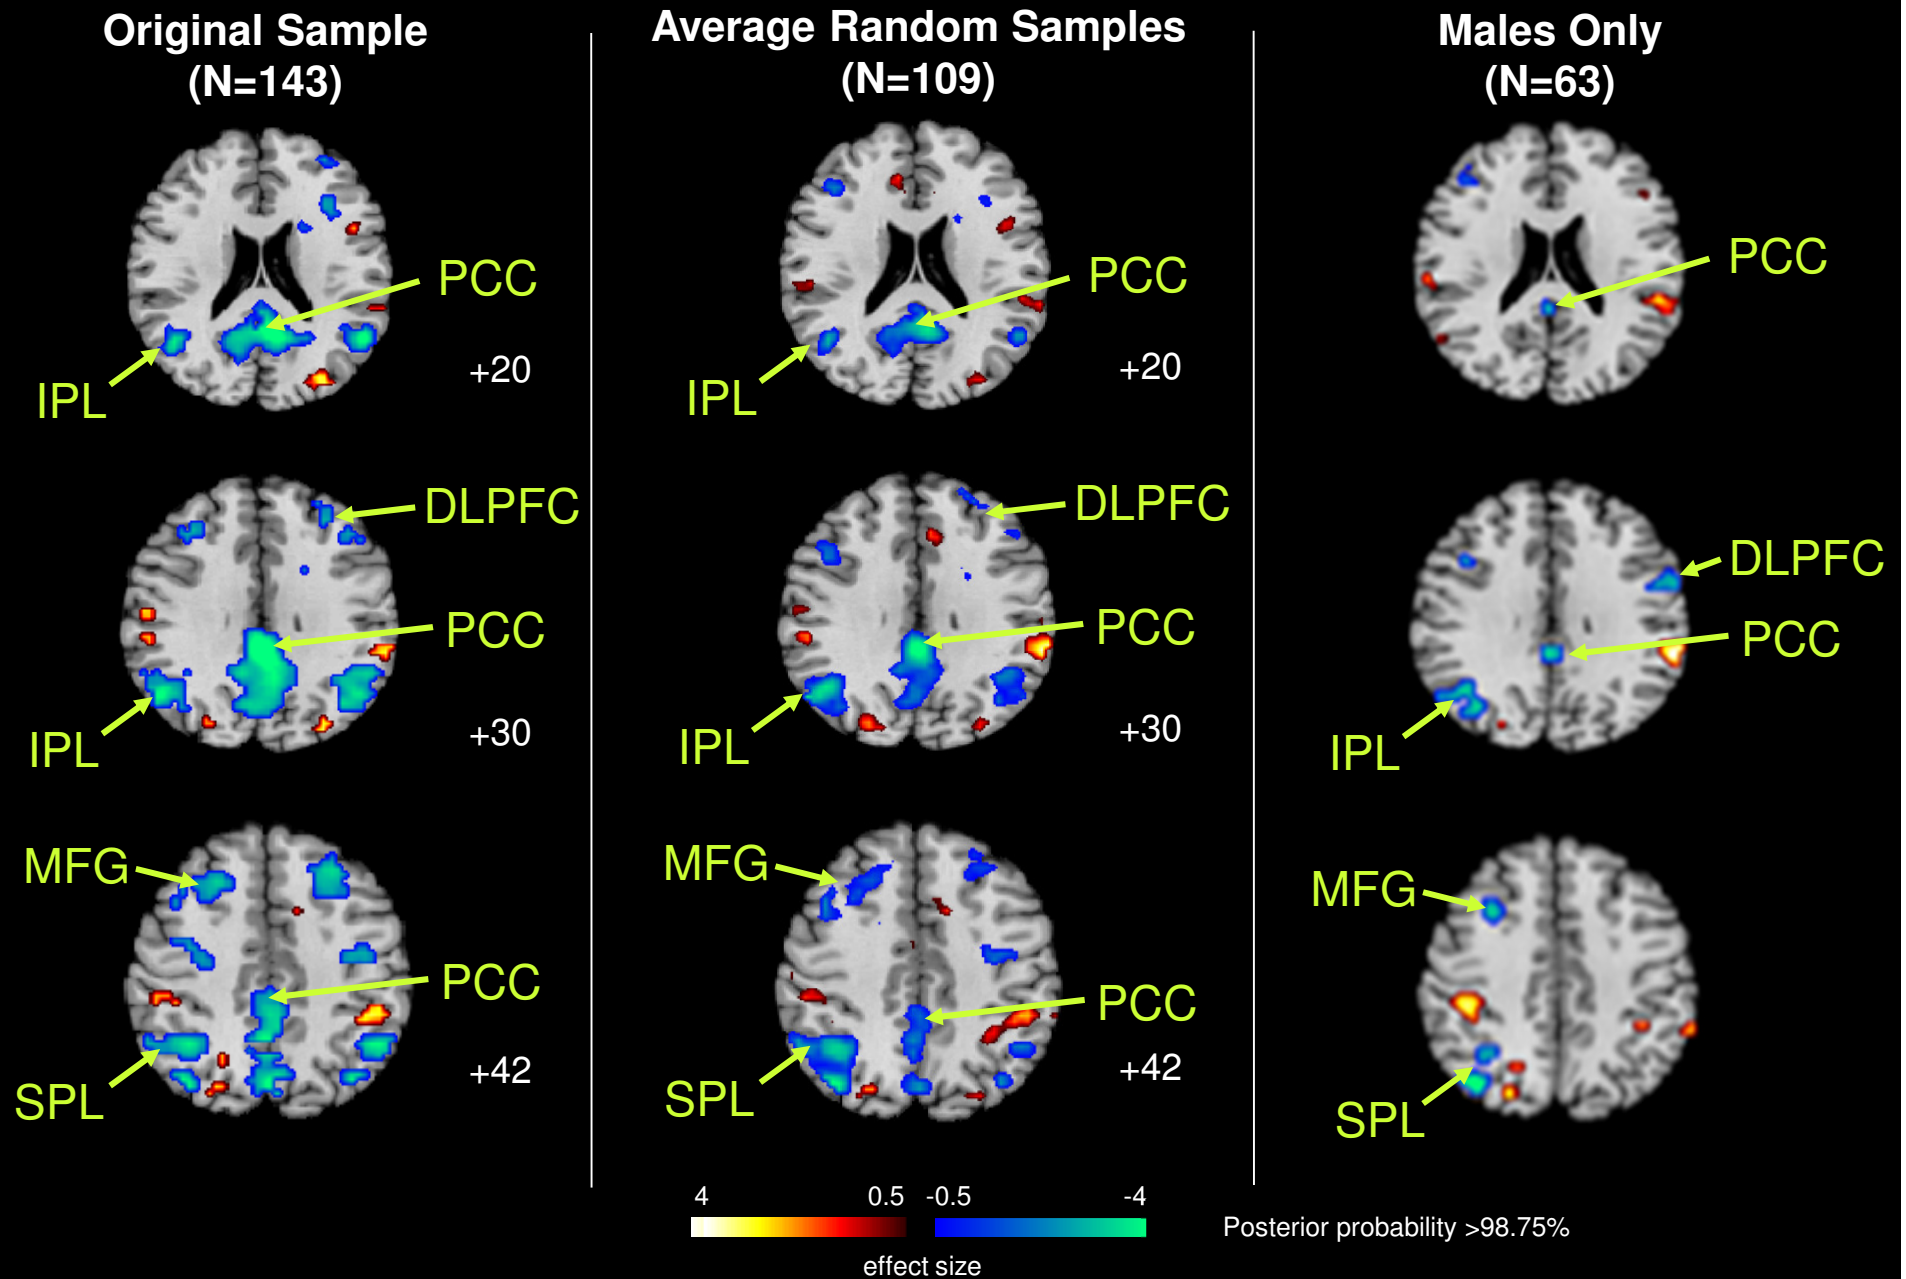 Original Sample
(N=143)
PCC
+20
IPL
DLPFC
PCC
+30
IPL
MFG
PCC
+42
SPL
Average Random Samples
(N=109)
PCC
+20
IPL
DLPFC
PCC
+30
IPL
MFG
PCC
+42
SPL
Males Only
(N=63)
PCC
DLPFC
PCC
IPL
MFG
SPL
4 0.5 -0.5 -4
effect size
Posterior probability >98.75%